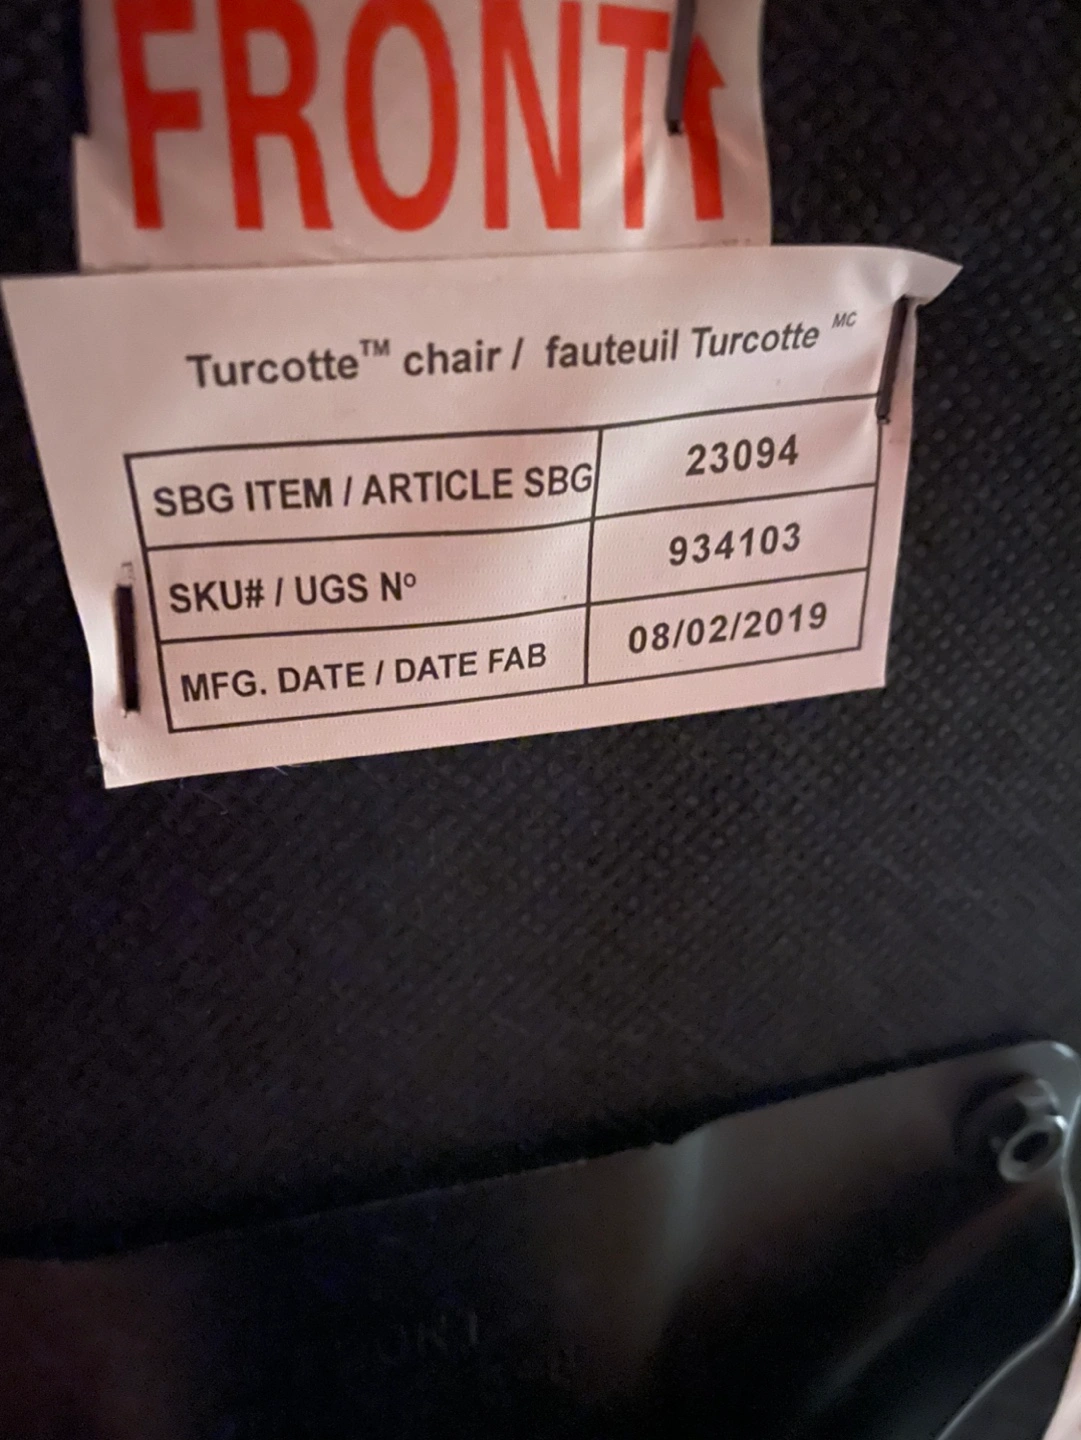 FRONT↑
Turcotte™ chair / fauteuil Turcotte MC
SBG ITEM / ARTICLE SBG 23094
SKU# / UGS Nº 934103
MFG. DATE / DATE FAB 08/02/2019